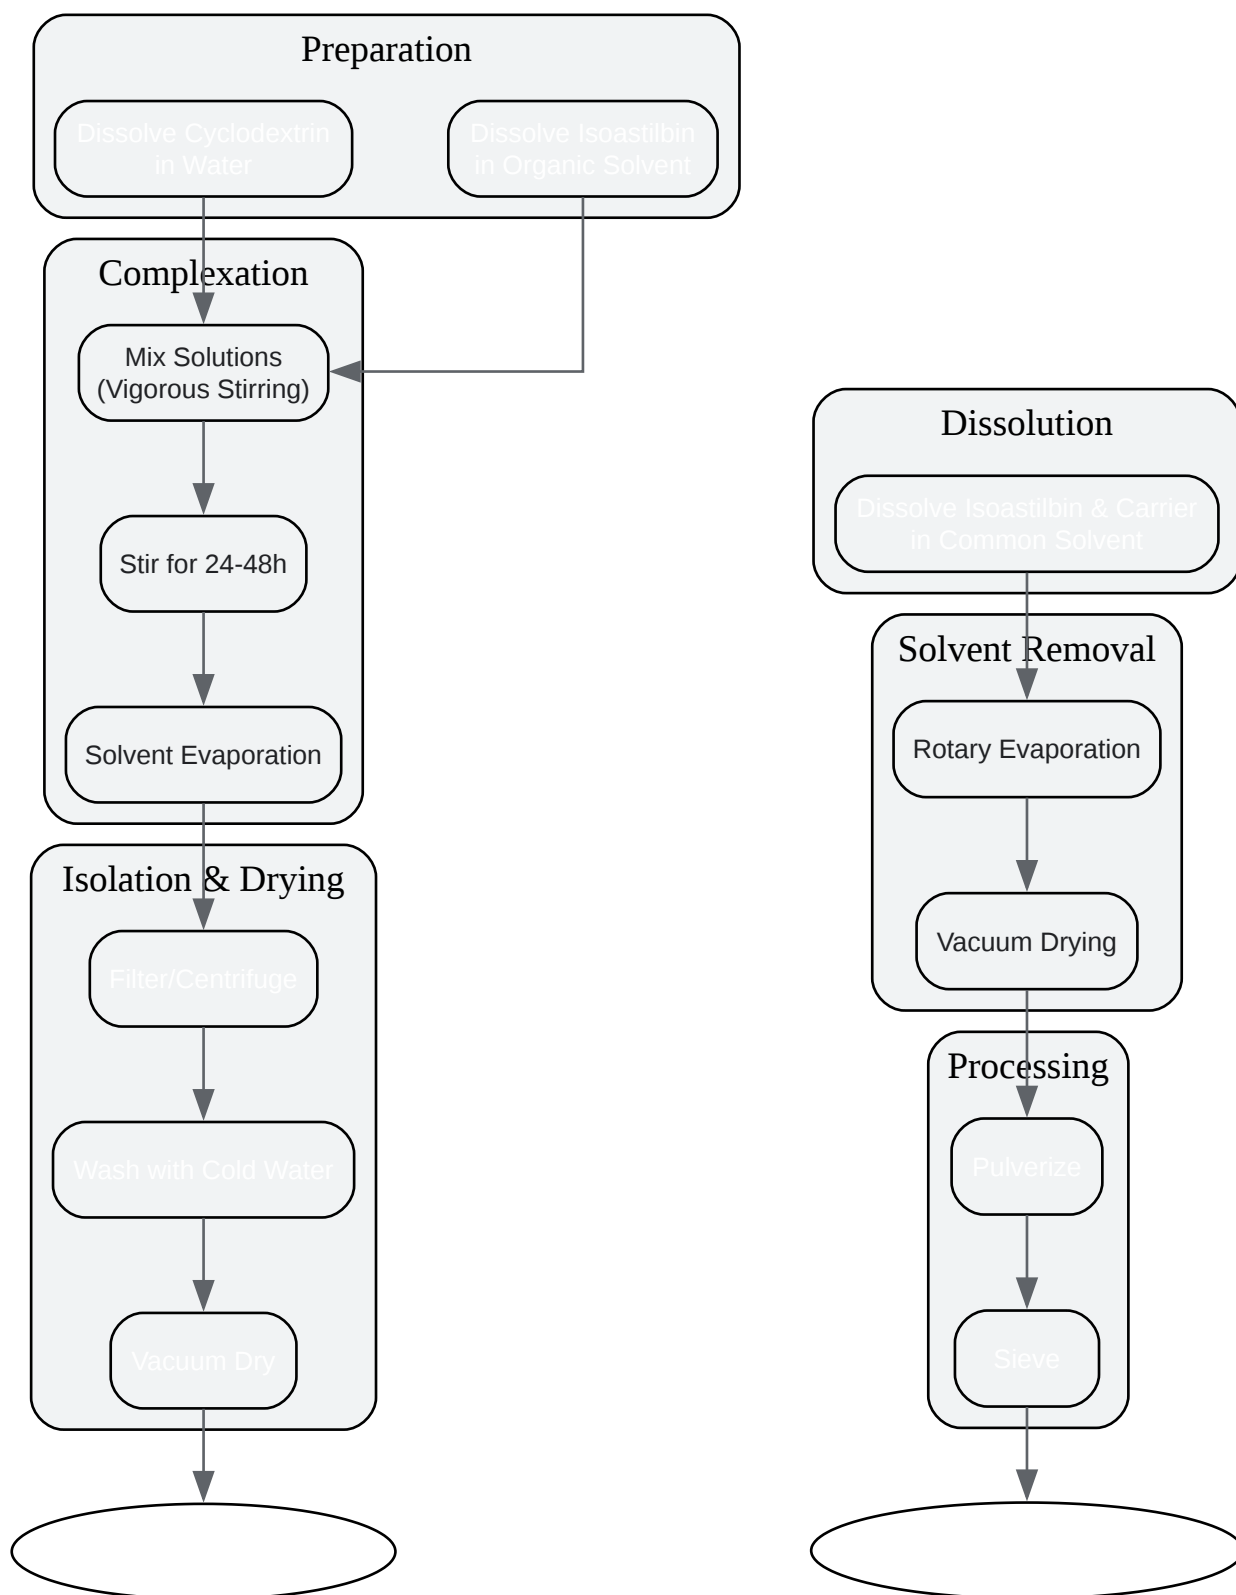 Preparation
Dissolve Cyclodextrin
in Water
Dissolve Isoastilbin
in Organic Solvent
Complexation
Mix Solutions
(Vigorous Stirring)
Stir for 24-48h
Solvent Evaporation
Isolation & Drying
Filter/Centrifuge
Wash with Cold Water
Vacuum Dry
Dissolution
Dissolve Isoastilbin & Carrier
in Common Solvent
Solvent Removal
Rotary Evaporation
Vacuum Drying
Processing
Pulverize
Sieve